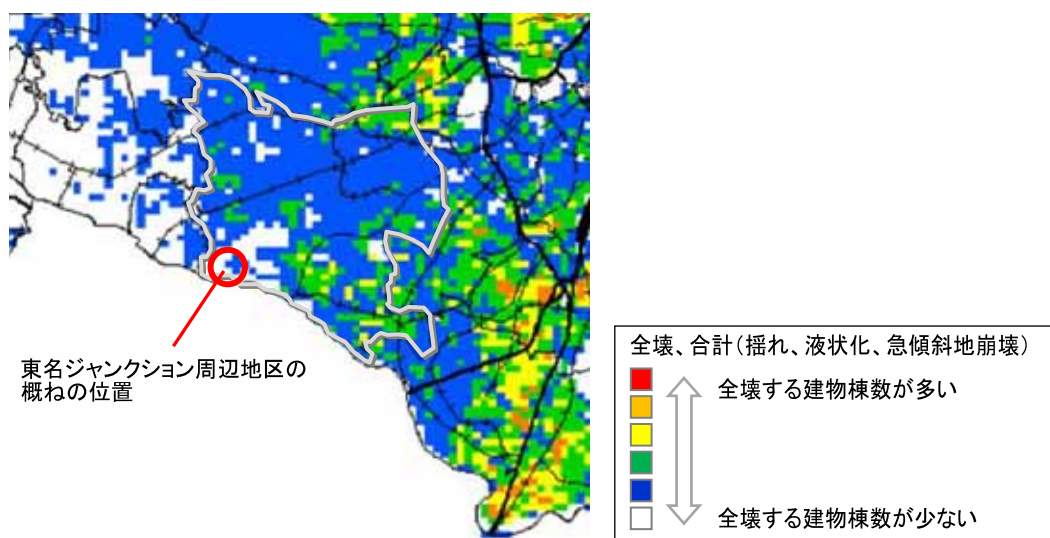 東名ジャンクション周辺地区の
概ねの位置
全壊、合計（揺れ、液状化、急傾斜地崩壊）
全壊する建物棟数が多い
全壊する建物棟数が少ない